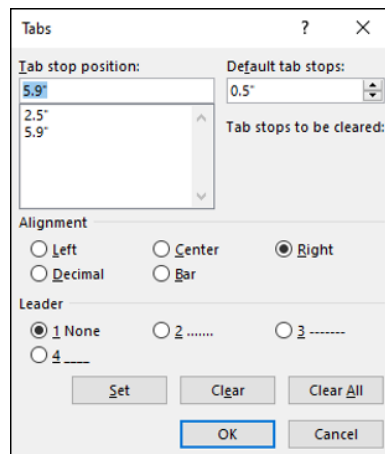 Tabs ? ×
Tab stop position: Default tab stops:
5.9" 0.5"
2.5"
5.9"
Tab stops to be cleared:
Alignment
Left Center Right
Decimal Bar
Leader
1 None 2 ....... 3 -------
4 ____
Set Clear Clear All
OK Cancel